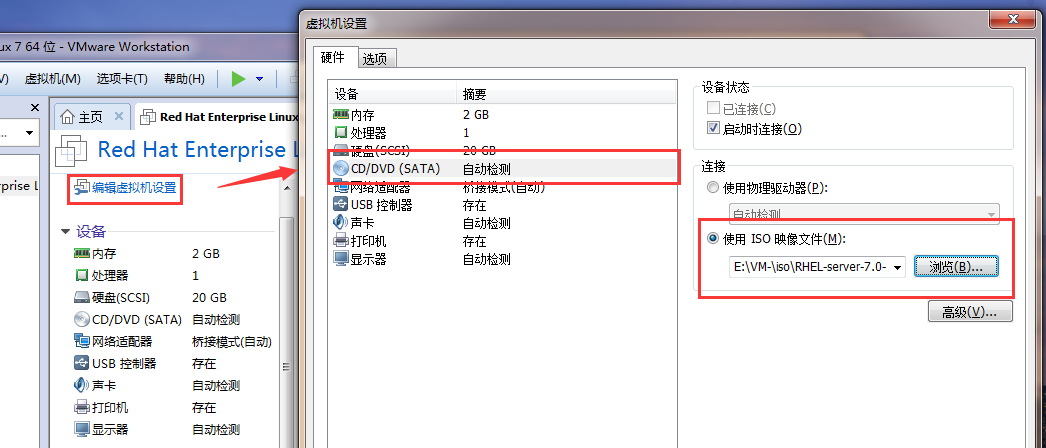 ux 7 64 位 - VMware Workstation
V) 虚拟机(M) 选项卡(T) 帮助(H)
主页 Red Hat Enterprise Linux
Red Hat Enterprise L
编辑虚拟机设置
设备
内存 2 GB
处理器 1
硬盘(SCSI) 20 GB
CD/DVD (SATA) 自动检测
网络适配器 桥接模式(自动)
USB 控制器 存在
声卡 自动检测
打印机 存在
显示器 自动检测
...
prise L
虚拟机设置
硬件 选项
设备 摘要
内存 2 GB
处理器 1
硬盘(SCSI) 20 GB
CD/DVD (SATA) 自动检测
网络适配器 桥接模式(自动)
USB 控制器 存在
声卡 自动检测
打印机 存在
显示器 自动检测
设备状态
已连接(C)
启动时连接(O)
连接
使用物理驱动器(P):
自动检测
使用 ISO 映像文件(M):
E:\VM-\iso\RHEL-server-7.0- 浏览(B)...
高级(V)...